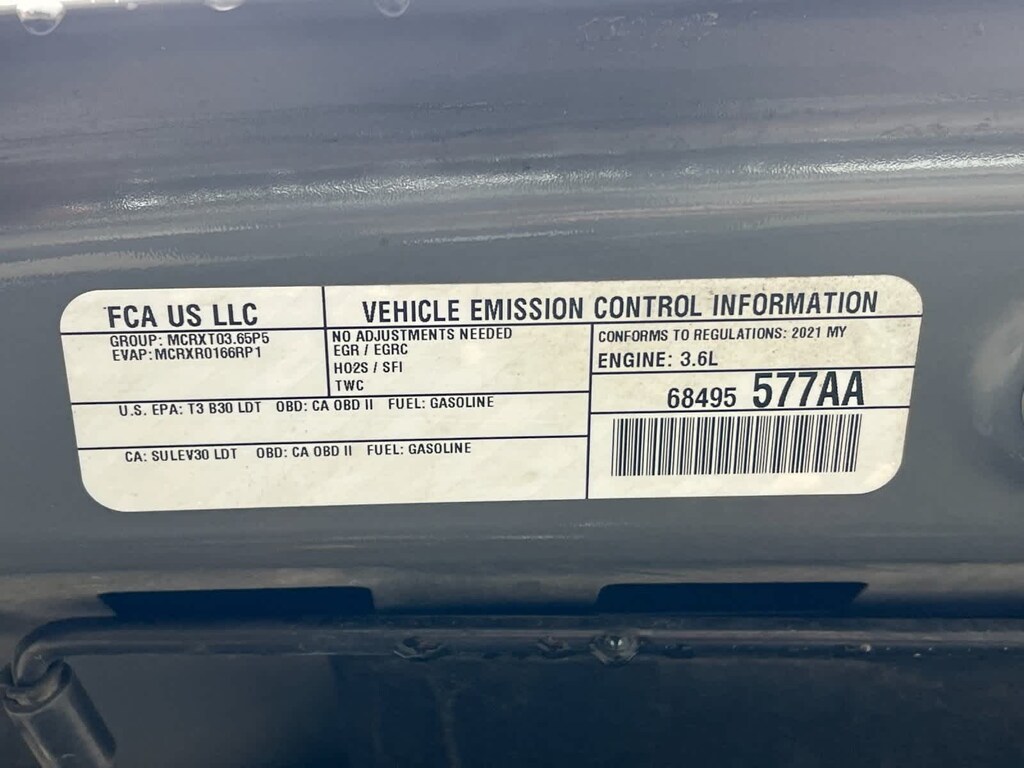 FCA US LLC
GROUP: MCRXT03.65P5
EVAP: MCRXR0166RP1
VEHICLE EMISSION CONTROL INFORMATION
NO ADJUSTMENTS NEEDED
EGR / EGRC
HO2S / SFI
TWC
CONFORMS TO REGULATIONS: 2021 MY
ENGINE: 3.6L
68495 577AA
U.S. EPA: T3 B30 LDT OBD: CA OBD II FUEL: GASOLINE
CA: SULEV30 LDT OBD: CA OBD II FUEL: GASOLINE